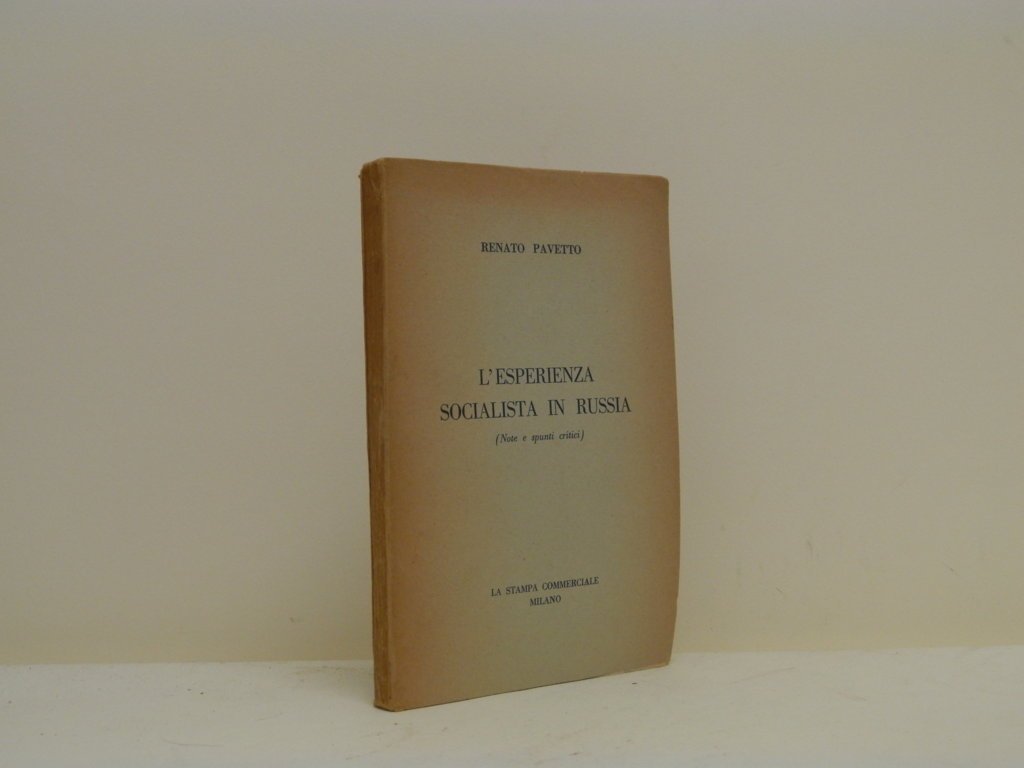 RENATO PAVETTO
L'ESPERIENZA
SOCIALISTA IN RUSSIA
(Note e spunti critici)
LA STAMPA COMMERCIALE
MILANO